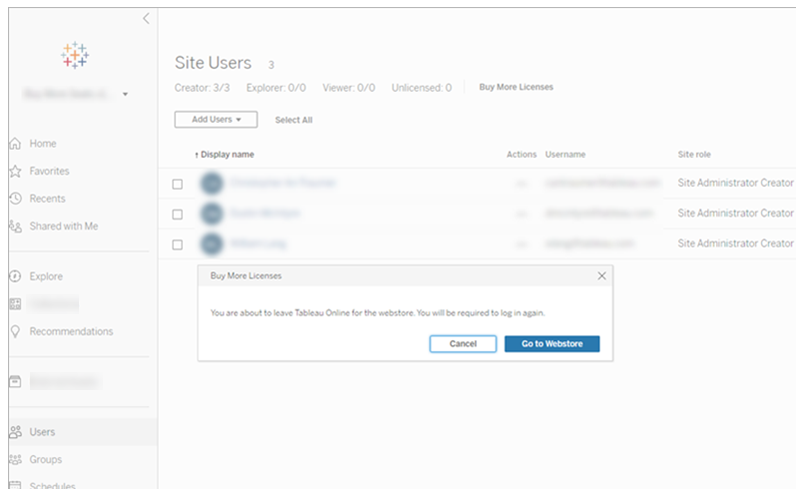 Site Users 3
Creator: 3/3 Explorer: 0/0 Viewer: 0/0 Unlicensed: 0 Buy More Licenses
Add Users Select All
↑ Display name Actions Username Site role
Site Administrator Creator
Site Administrator Creator
Site Administrator Creator
Home
Favorites
Recents
Shared with Me
Explore
Recommendations
Users
Groups
Schedules
Buy More Licenses
You are about to leave Tableau Online for the webstore. You will be required to log in again.
Cancel Go to Webstore